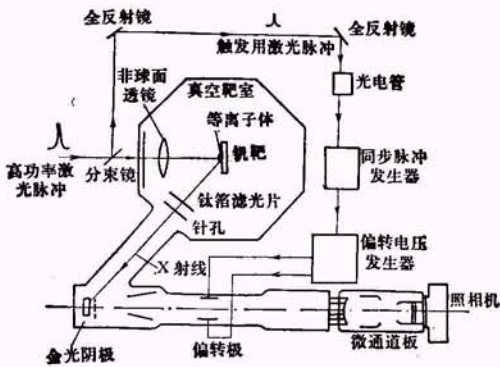 全反射镜
全反射镜
触发用激光脉冲
非球面
透镜
真空靶室
等离子体
钒靶
光电管
高功率激
光脉冲
分束镜
同步脉冲
发生器
钛箔滤光片
针孔
X射线
偏转电压
发生器
照相机
金光阴极
偏转极
微通道板